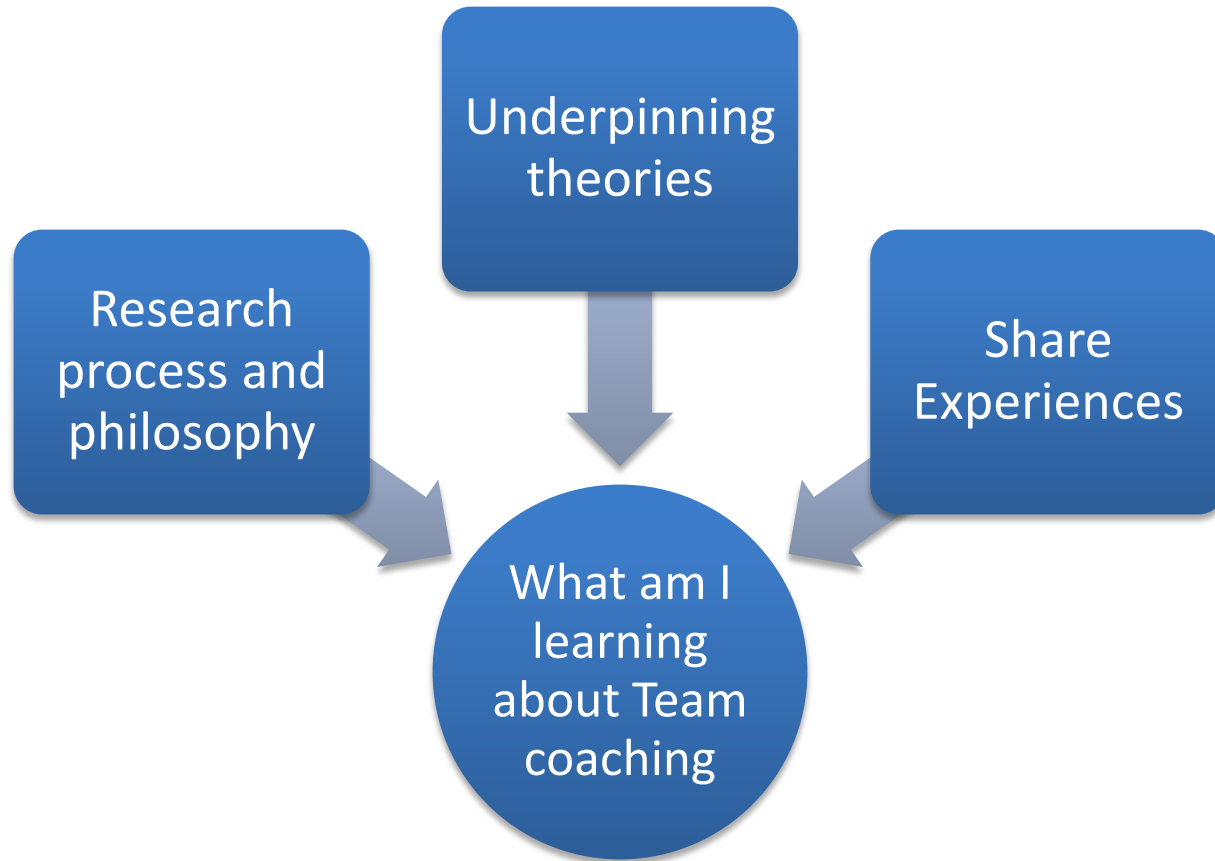 Underpinning
theories
Research
process and
philosophy
Share
Experiences
What am I
learning
about Team
coaching